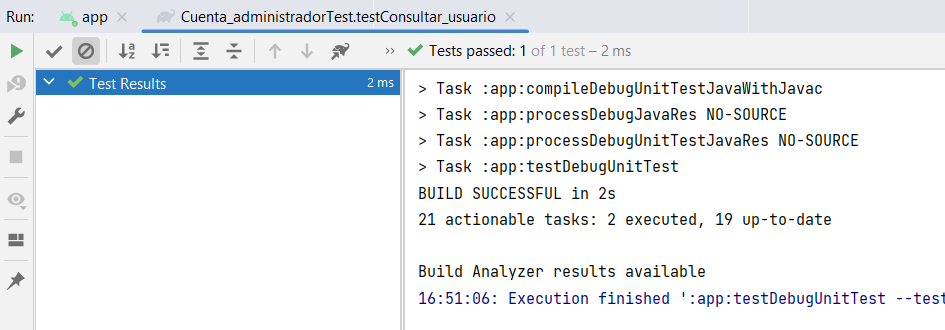 Run: app Cuenta_administradorTest.testConsultar_usuario
Tests passed: 1 of 1 test – 2 ms
Test Results 2 ms
> Task :app:compileDebugUnitTestJavaWithJavac
> Task :app:processDebugJavaRes NO-SOURCE
> Task :app:processDebugUnitTestJavaRes NO-SOURCE
> Task :app:testDebugUnitTest
BUILD SUCCESSFUL in 2s
21 actionable tasks: 2 executed, 19 up-to-date
Build Analyzer results available
16:51:06: Execution finished ':app:testDebugUnitTest --test